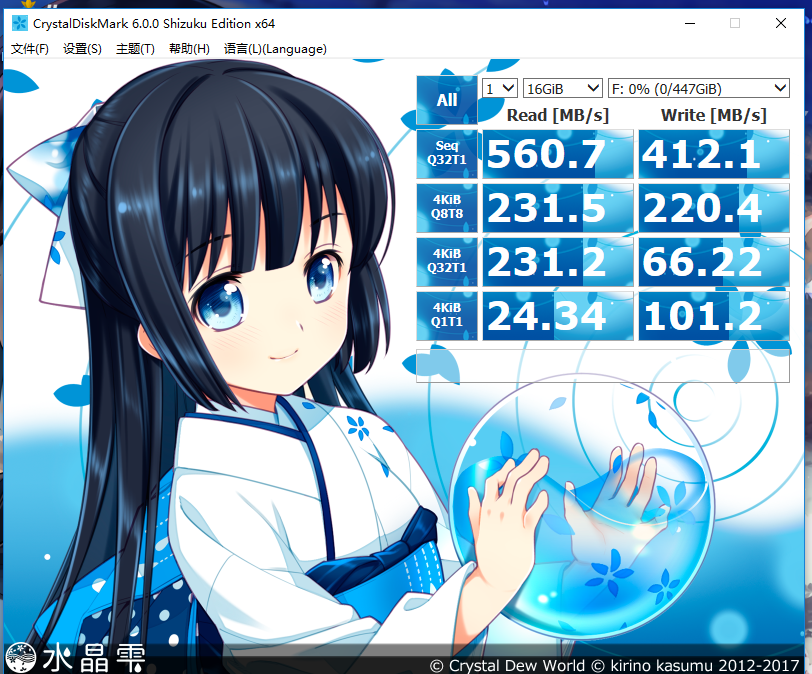 CrystalDiskMark 6.0.0 Shizuku Edition x64
文件(F) 设置(S) 主题(T) 帮助(H) 语言(L)(Language)
All 1 16GiB F: 0% (0/447GiB)
Read [MB/s] Write [MB/s]
Seq
Q32T1 560.7 412.1
4KiB
Q8T8 231.5 220.4
4KiB
Q32T1 231.2 66.22
4KiB
Q1T1 24.34 101.2
水晶雫
© Crystal Dew World © kirino kasumu 2012-2017